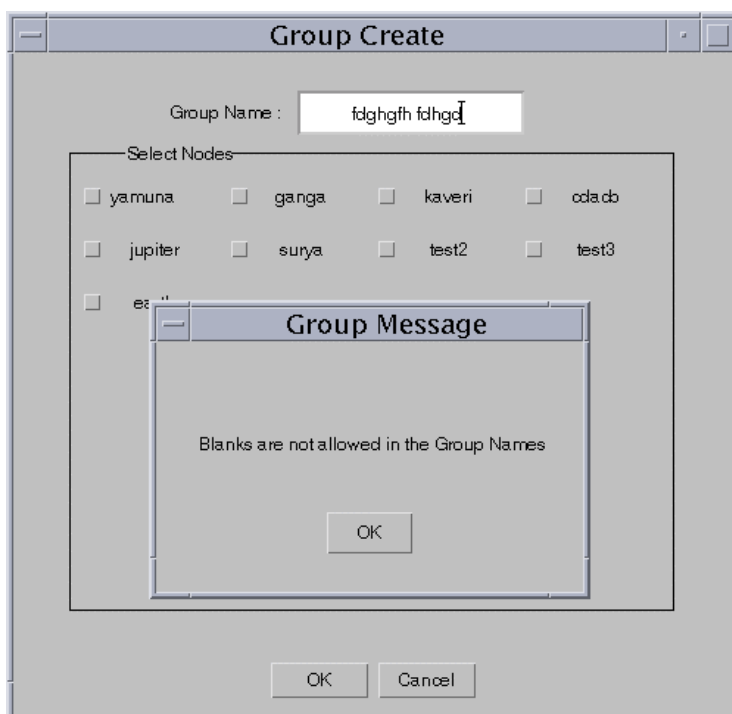 Group Create
Group Name : fdghgfh fdhgd
Select Nodes
yamuna ganga kaveri cdacb
jupiter surya test2 test3
Group Message
Blanks are not allowed in the Group Names
OK
OK Cancel